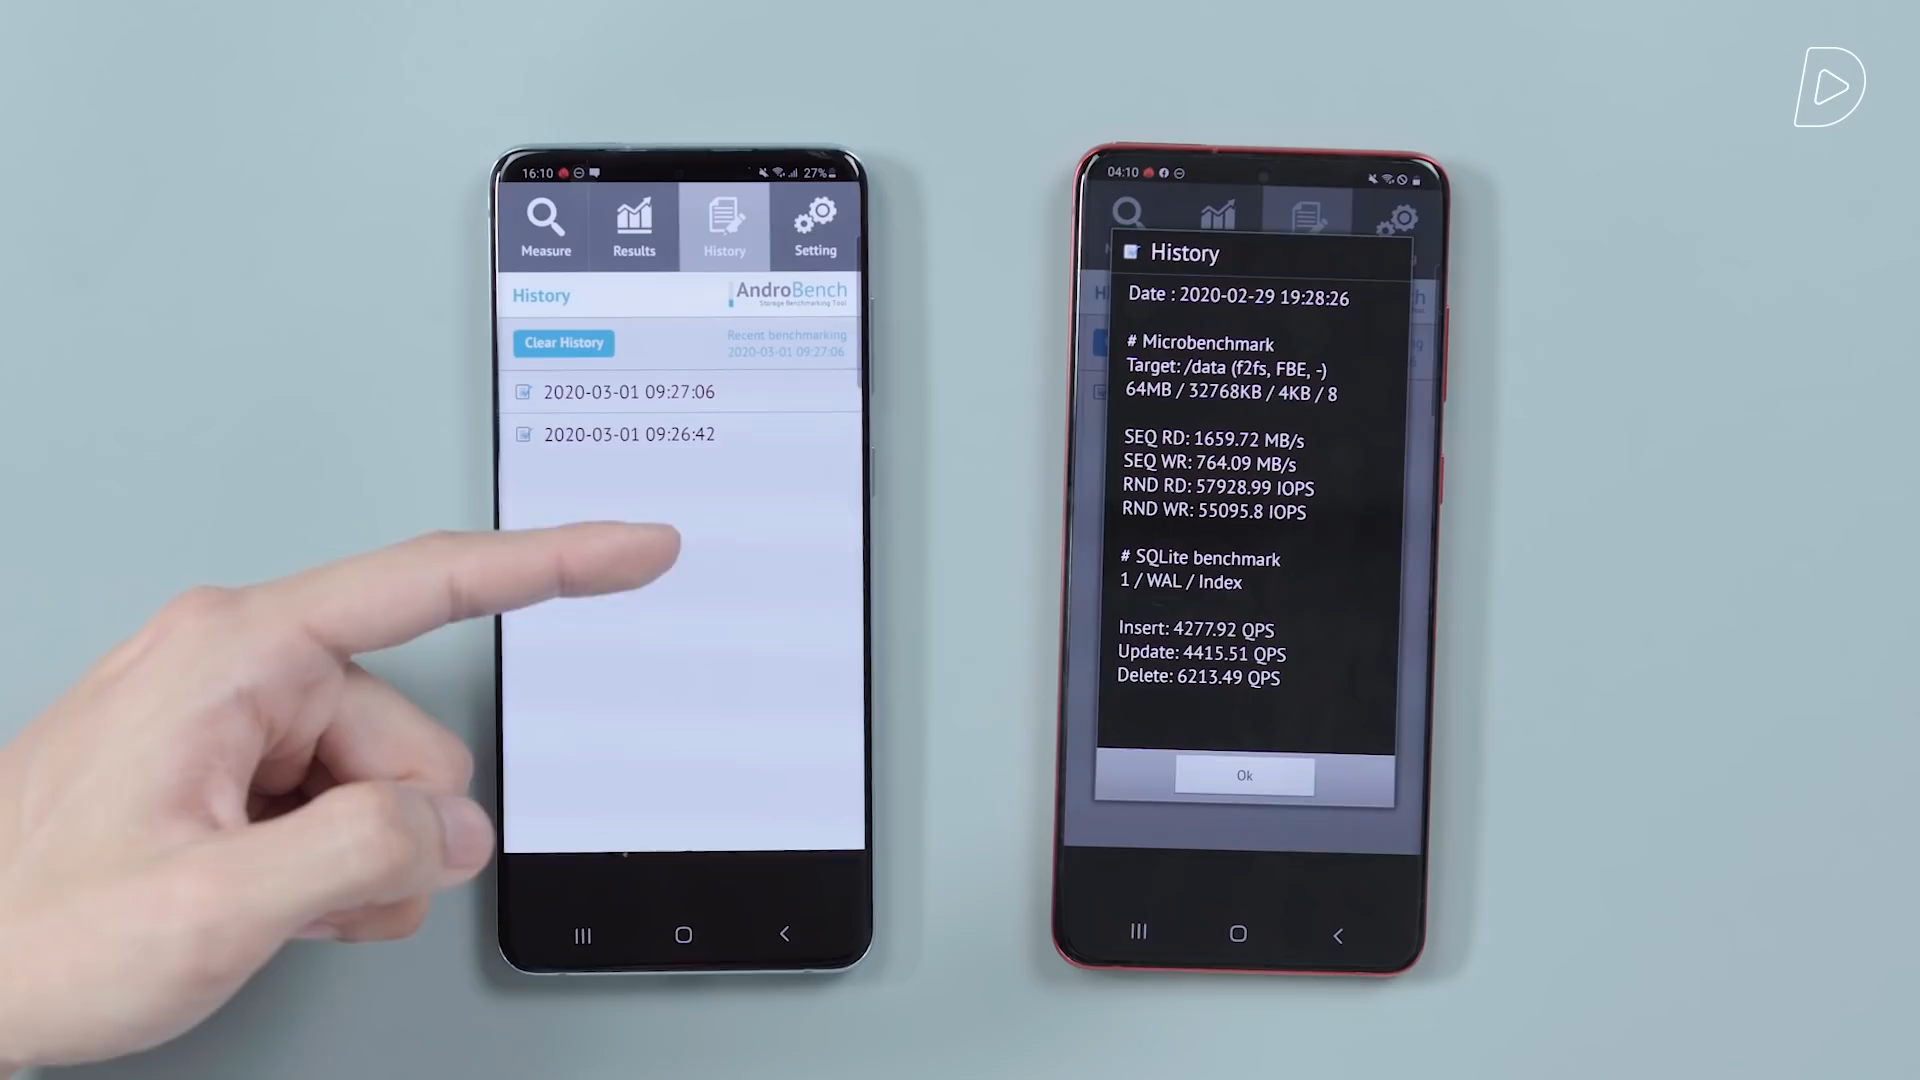 16:10
27%
Measure
Results
History
Setting
History
AndroBench
Storage Benchmarking Tool
Clear History
Recent benchmarking
2020-03-01 09:27:06
2020-03-01 09:27:06
2020-03-01 09:26:42
04:10
History
Date : 2020-02-29 19:28:26
# Microbenchmark
Target: /data (f2fs, FBE, -)
64MB / 32768KB / 4KB / 8
SEQ RD: 1659.72 MB/s
SEQ WR: 764.09 MB/s
RND RD: 57928.99 IOPS
RND WR: 55095.8 IOPS
# SQLite benchmark
1 / WAL / Index
Insert: 4277.92 QPS
Update: 4415.51 QPS
Delete: 6213.49 QPS
Ok